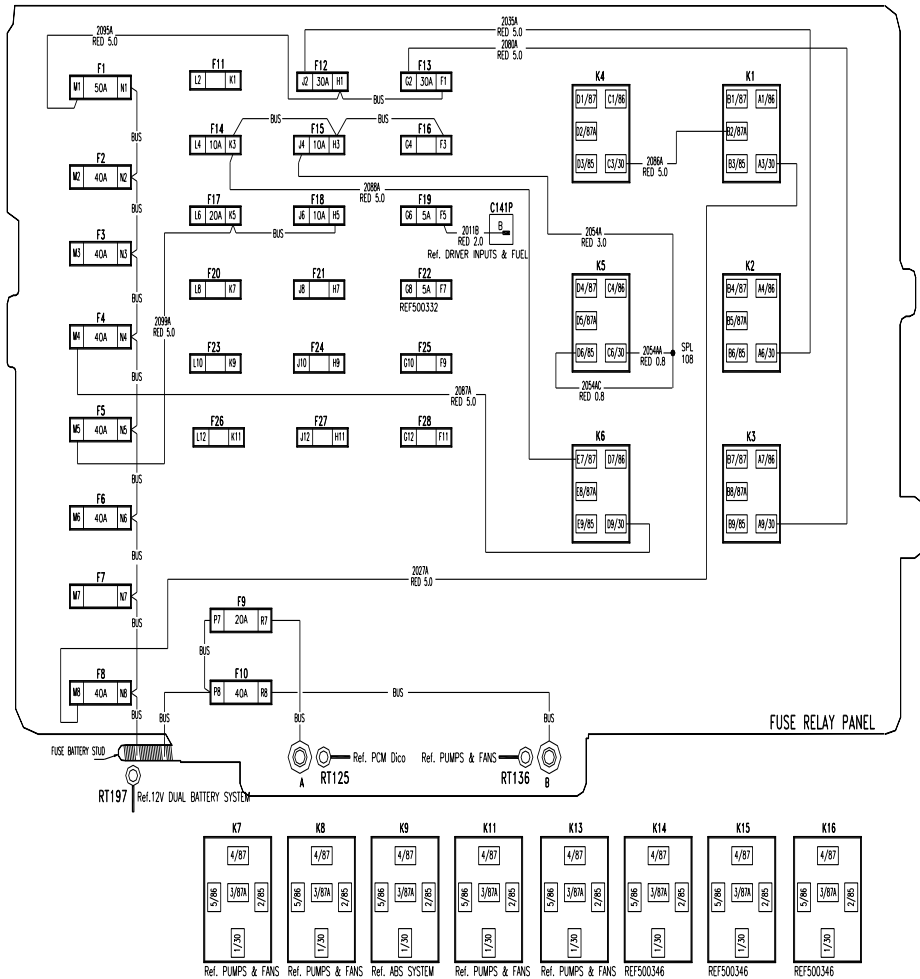 2095A
RED 5.0
2035A
RED 5.0
2080A
RED 5.0
F1
M1 50A N1
F11
L2 K1
F12
J2 30A H1
F13
G2 30A F1
BUS
BUS
K4
D1/87 C1/86
D2/87A
D3/85 C3/30
K1
B1/87 A1/86
B2/87A
B3/85 A3/30
2086A
RED 5.0
F14
L4 10A K3
BUS
F15
J4 10A H3
BUS
F16
G4 F3
F2
M2 40A N2
2088A
RED 5.0
BUS
F17
L6 20A K5
BUS
F18
J6 10A H5
F19
G6 5A F5
2011B
RED 2.0
C141P
B
Ref. DRIVER INPUTS & FUEL
2054A
RED 3.0
F3
M3 40A N3
BUS
F20
L8 K7
F21
J8 H7
F22
G8 5A F7
REF500332
K5
D4/87 C4/86
D5/87A
D6/85 C6/30
K2
B4/87 A4/86
B5/87A
B6/85 A6/30
2054AA
RED 0.8
SPL
108
2054AC
RED 0.8
2099A
RED 5.0
F4
M4 40A N4
BUS
F23
L10 K9
F24
J10 H9
F25
G10 F9
2087A
RED 5.0
F5
M5 40A N5
BUS
F26
L12 K11
F27
J12 H11
F28
G12 F11
K6
E7/87 D7/86
E8/87A
E9/85 D9/30
K3
B7/87 A7/86
B8/87A
B9/85 A9/30
F6
M6 40A N6
BUS
2027A
RED 5.0
F7
M7 N7
BUS
F9
P7 20A R7
BUS
F8
M8 40A N8
F10
P8 40A R8
BUS
BUS
BUS
BUS
BUS
FUSE RELAY PANEL
FUSE BATTERY STUD
RT197
Ref.12V DUAL BATTERY SYSTEM
A
RT125
Ref. PCM Dico
Ref. PUMPS & FANS
RT136
B
K7
4/87
5/86 3/87A 2/85
1/30
Ref. PUMPS & FANS
K8
4/87
5/86 3/87A 2/85
1/30
Ref. PUMPS & FANS
K9
4/87
5/86 3/87A 2/85
1/30
Ref. ABS SYSTEM
K11
4/87
5/86 3/87A 2/85
1/30
Ref. PUMPS & FANS
K13
4/87
5/86 3/87A 2/85
1/30
Ref. PUMPS & FANS
K14
4/87
5/86 3/87A 2/85
1/30
REF500346
K15
4/87
5/86 3/87A 2/85
1/30
REF500346
K16
4/87
5/86 3/87A 2/85
1/30
REF500346